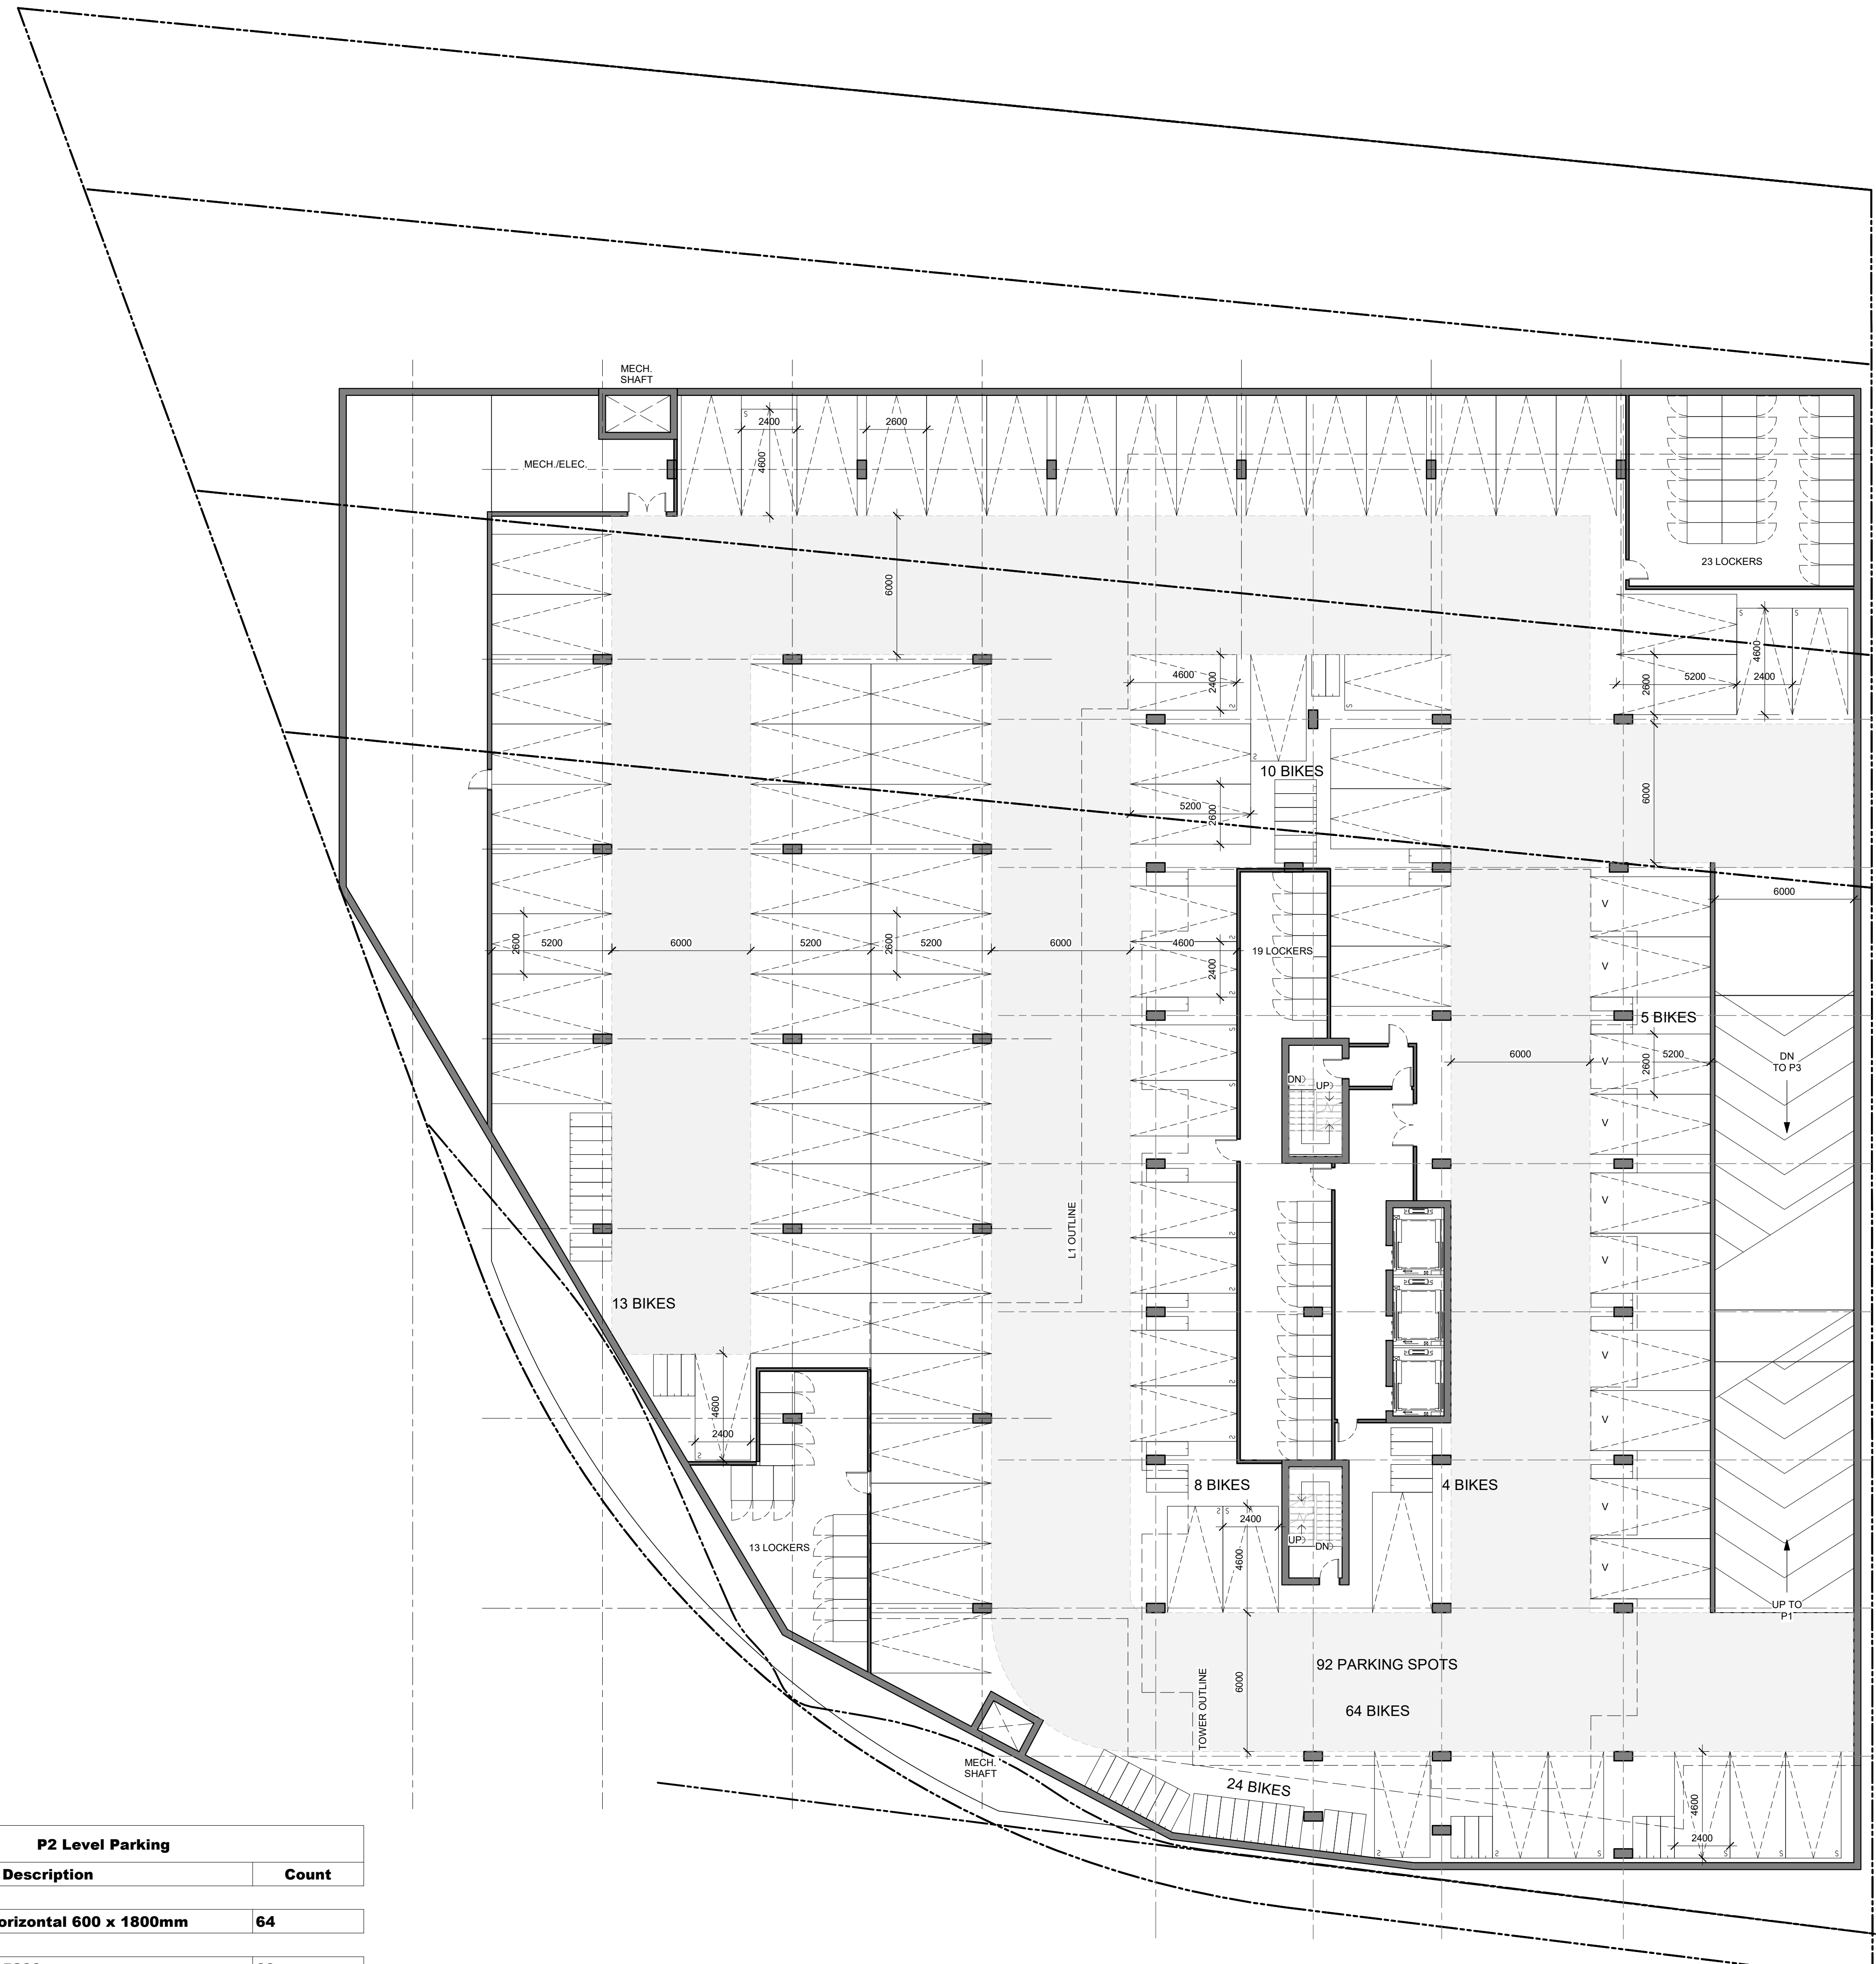 MECH.
SHAFT
2400
2600
4600
MECH./ELEC.
23 LOCKERS
6000
4600
2400
5200
2400
4600
2600
10 BIKES
5200
2600
6000
6000
V
2600
5200
6000
5200
2600
5200
6000
4600
2400
19 LOCKERS
V
5 BIKES
6000
V
2600
5200
DN
TO P3
DN
UP
V
V
L1 OUTLINE
V
13 BIKES
V
4600
2400
V
8 BIKES
4 BIKES
V
2400
4600
UP
DN
13 LOCKERS
V
UP TO
P1
92 PARKING SPOTS
6000
TOWER OUTLINE
64 BIKES
MECH.
SHAFT
24 BIKES
4600
2400
P2 Level Parking
Description
Count
orizontal 600 x 1800mm
64